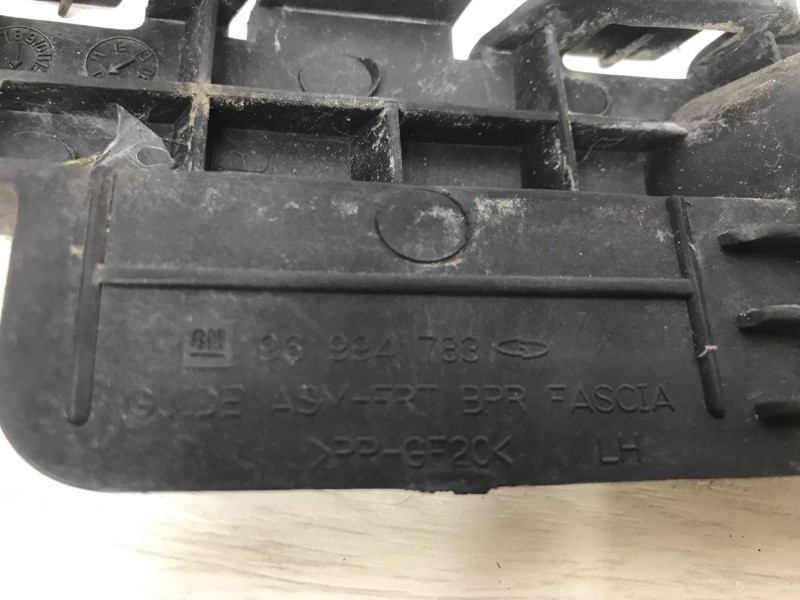 GM 96 994 783
GUIDE ASM-FRT BPR FASCIA
>PP-GF20< LH